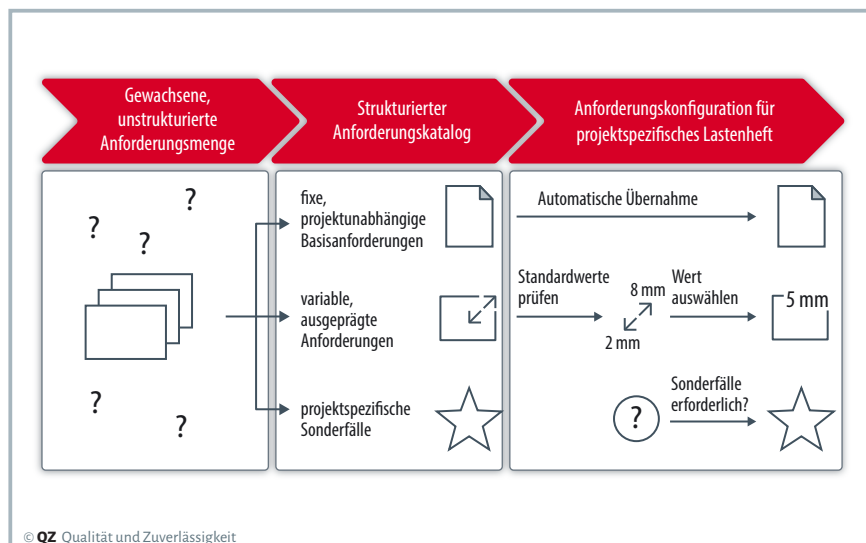 Gewachsene,
unstrukturierte
Anforderungsmenge
Strukturierter
Anforderungskatalog
Anforderungskonfiguration für
projektspezifisches Lastenheft
?
?
?
?
?
fixe,
projektunabhängige
Basisanforderungen
variable,
ausgeprägte
Anforderungen
projektspezifische
Sonderfälle
Automatische Übernahme
Standardwerte
prüfen
8 mm
2 mm
Wert
auswählen
5 mm
?
Sonderfälle
erforderlich?
© QZ Qualität und Zuverlässigkeit